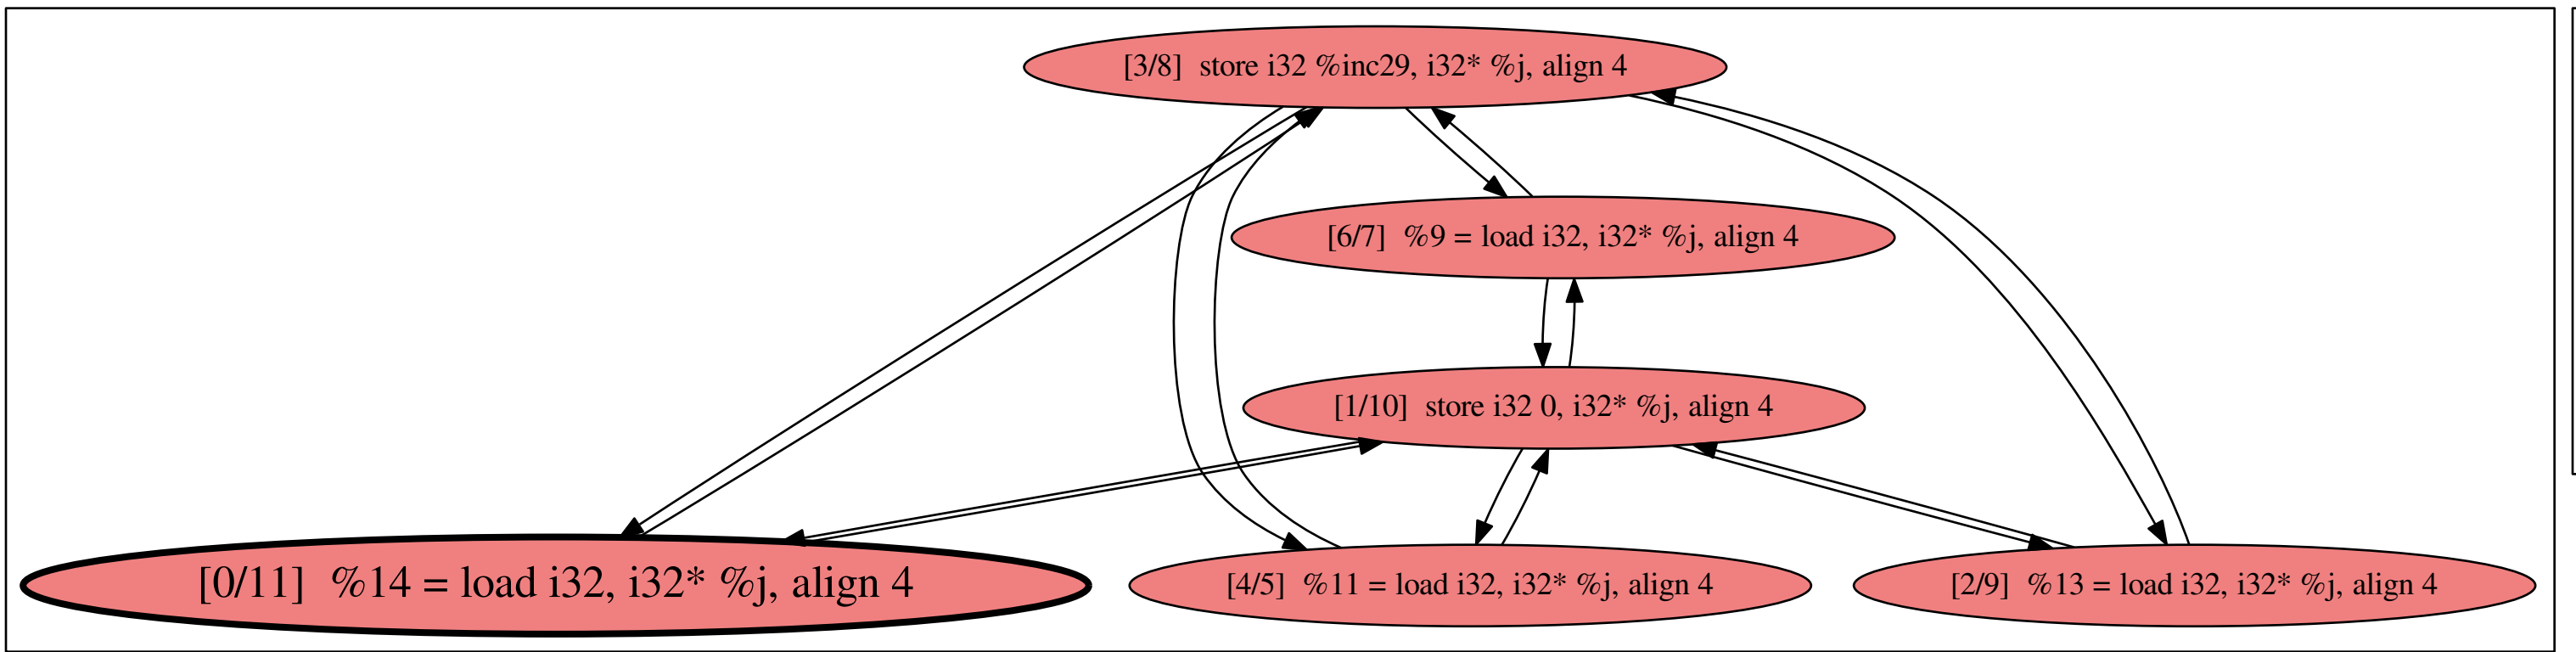 [3/8]  store i32 %inc29, i32* %j, align 4
[6/7]  %9 = load i32, i32* %j, align 4
[1/10]  store i32 0, i32* %j, align 4
[0/11]  %14 = load i32, i32* %j, align 4
[4/5]  %11 = load i32, i32* %j, align 4
[2/9]  %13 = load i32, i32* %j, align 4